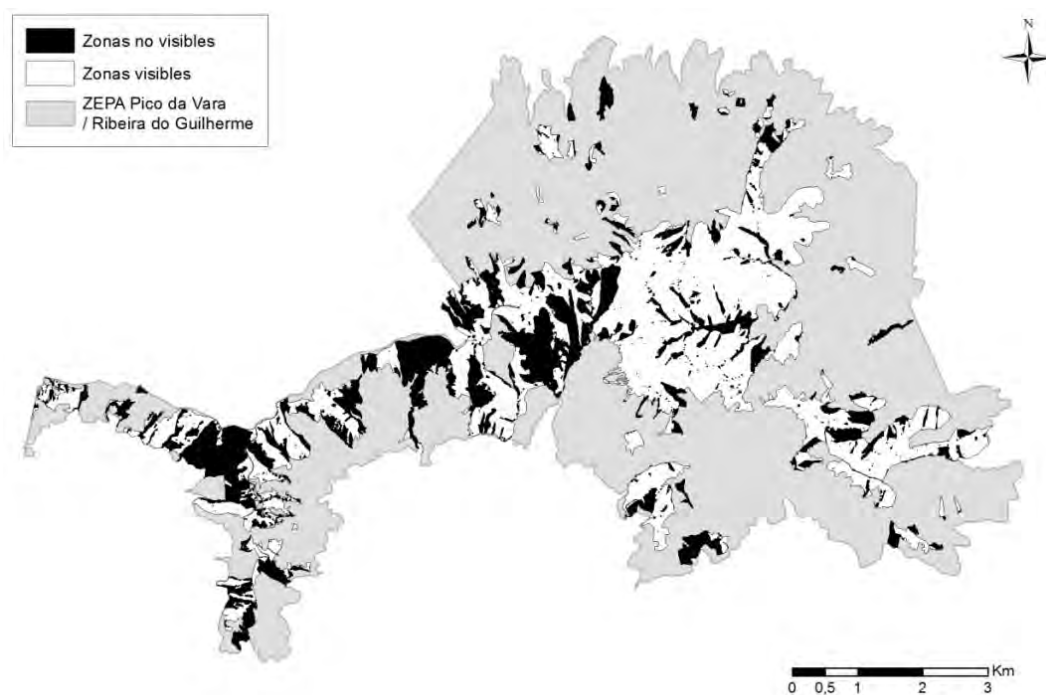 Zonas no visibles
Zonas visibles
ZEPA Pico da Vara
/ Ribeira do Guilherme
N
Km
0 0,5 1 2 3